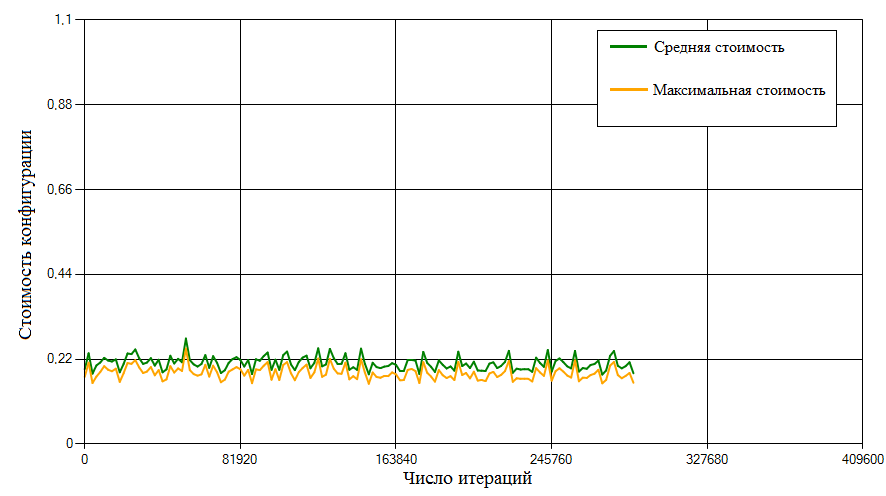 1,1
Средняя стоимость
Максимальная стоимость
0,88
0,66
0,44
0,22
0
Стоимость конфигурации
0 81920 163840 245760 327680 409600
Число итераций